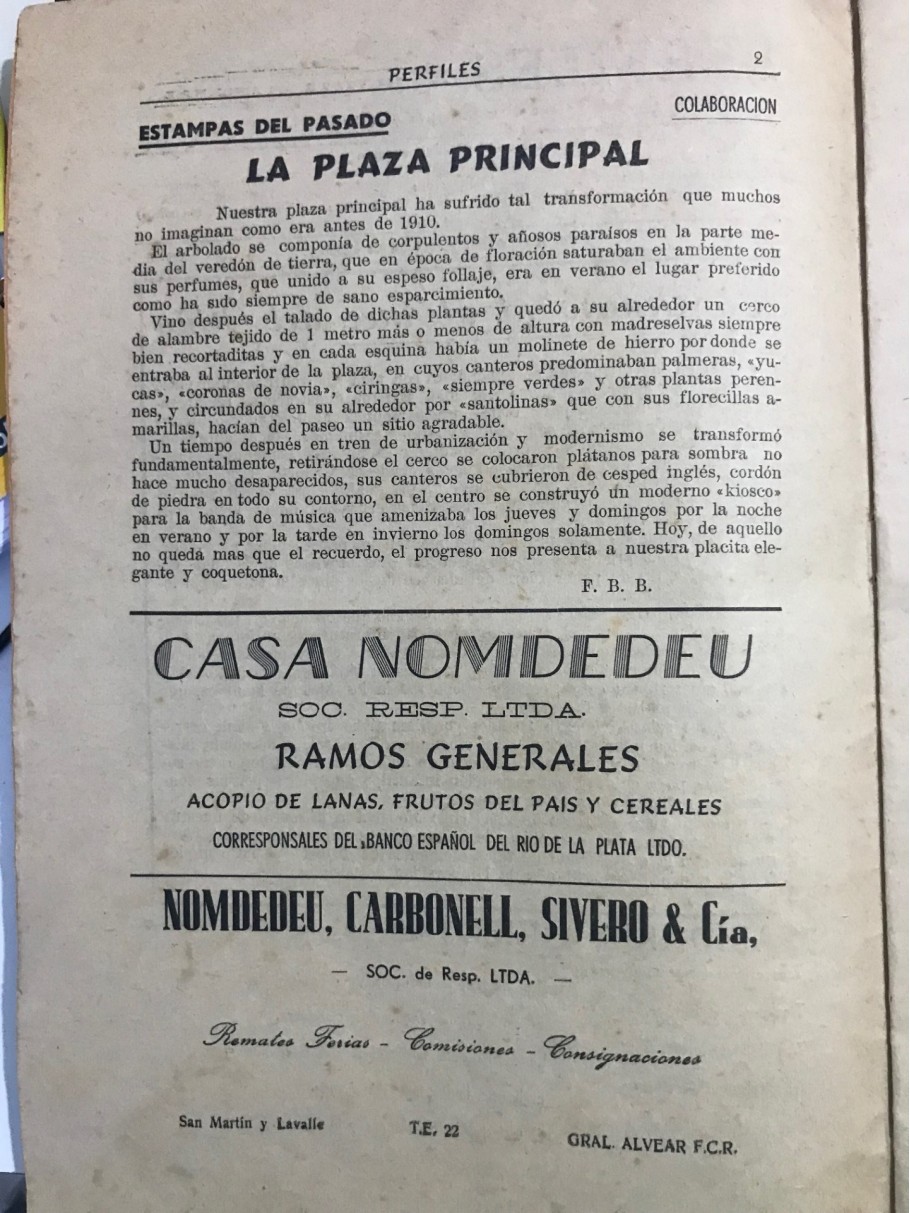 PERFILES 2
COLABORACION
ESTAMPAS DEL PASADO
LA PLAZA PRINCIPAL
Nuestra plaza principal ha sufrido tal transformación que muchos
no imaginan como era antes de 1910.
El arbolado se componía de corpulentos y añosos paraísos en la parte me-
dia del veredón de tierra, que en época de floración saturaban el ambiente con
sus perfumes, que unido a su espeso follaje, era en verano el lugar preferido
como ha sido siempre de sano esparcimiento.
Vino después el talado de dichas plantas y quedó a su alrededor un cerco
de alambre tejido de 1 metro más o menos de altura con madreselvas siempre
bien recortaditas y en cada esquina había un molinete de hierro por donde se
entraba al interior de la plaza, en cuyos canteros predominaban palmeras, «yu-
cas», «coronas de novia», «ciringas», «siempre verdes» y otras plantas peren-
nes, y circundados en su alrededor por «santolinas» que con sus florecillas a-
marillas, hacían del paseo un sitio agradable.
Un tiempo después en tren de urbanización y modernismo se transformó
fundamentalmente, retirándose el cerco se colocaron plátanos para sombra no
hace mucho desaparecidos, sus canteros se cubrieron de cesped inglés, cordón
de piedra en todo su contorno, en el centro se construyó un moderno «kiosco»
para la banda de música que amenizaba los jueves y domingos por la noche
en verano y por la tarde en invierno los domingos solamente. Hoy, de aquello
no queda mas que el recuerdo, el progreso nos presenta a nuestra placita ele-
gante y coquetona.
F. B. B.
CASA NOMDEDEU
SOC. RESP. LTDA.
RAMOS GENERALES
ACOPIO DE LANAS, FRUTOS DEL PAIS Y CEREALES
CORRESPONSALES DEL BANCO ESPAÑOL DEL RIO DE LA PLATA LTDO.
NOMDEDEU, CARBONELL, SIVERO & Cía,
— SOC. de Resp. LTDA. —
Remates Ferias - Comisiones - Consignaciones
San Martín y Lavalle T.E. 22 GRAL. ALVEAR F.C.R.